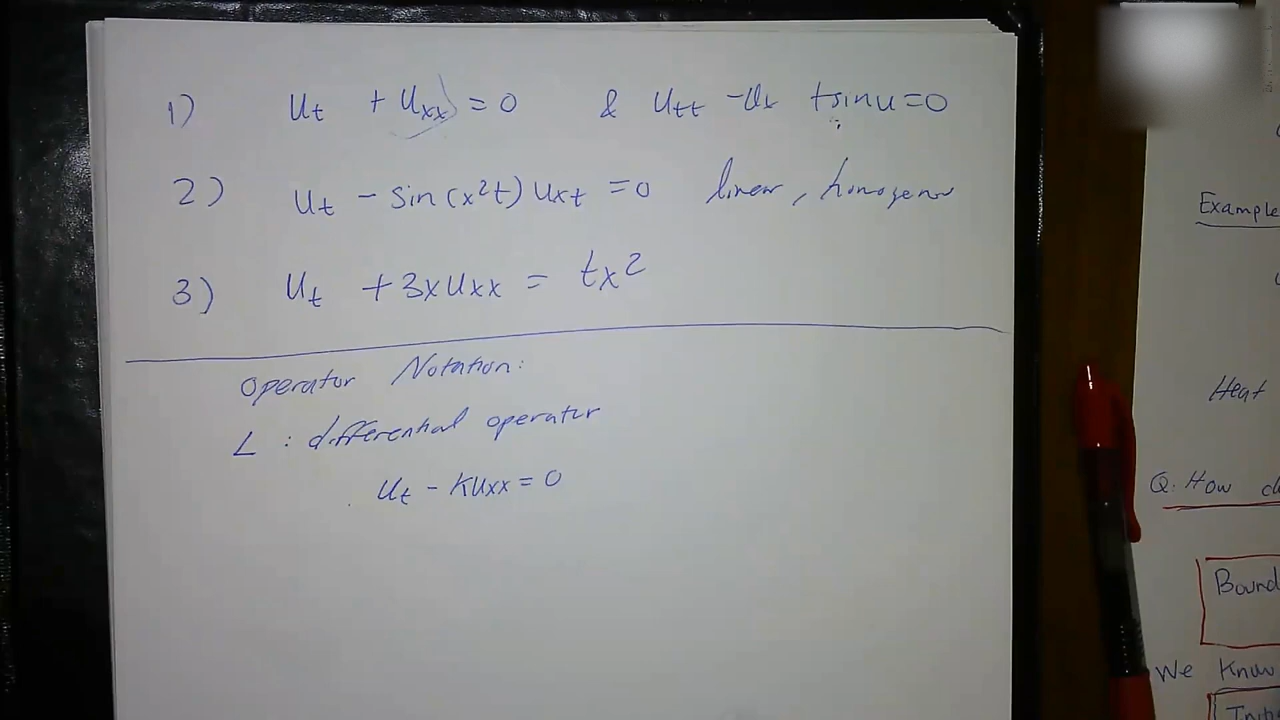 1) u_t + u_xx = 0 & u_tt - u_x + sin u = 0
2) u_t - sin(x²t) u_xt = 0 linear, homogenous
3) u_t + 3x u_xx = tx²
Operator Notation:
L : differential operator
u_t - K u_xx = 0
Example
Heat
Q: How
Bound
We Know